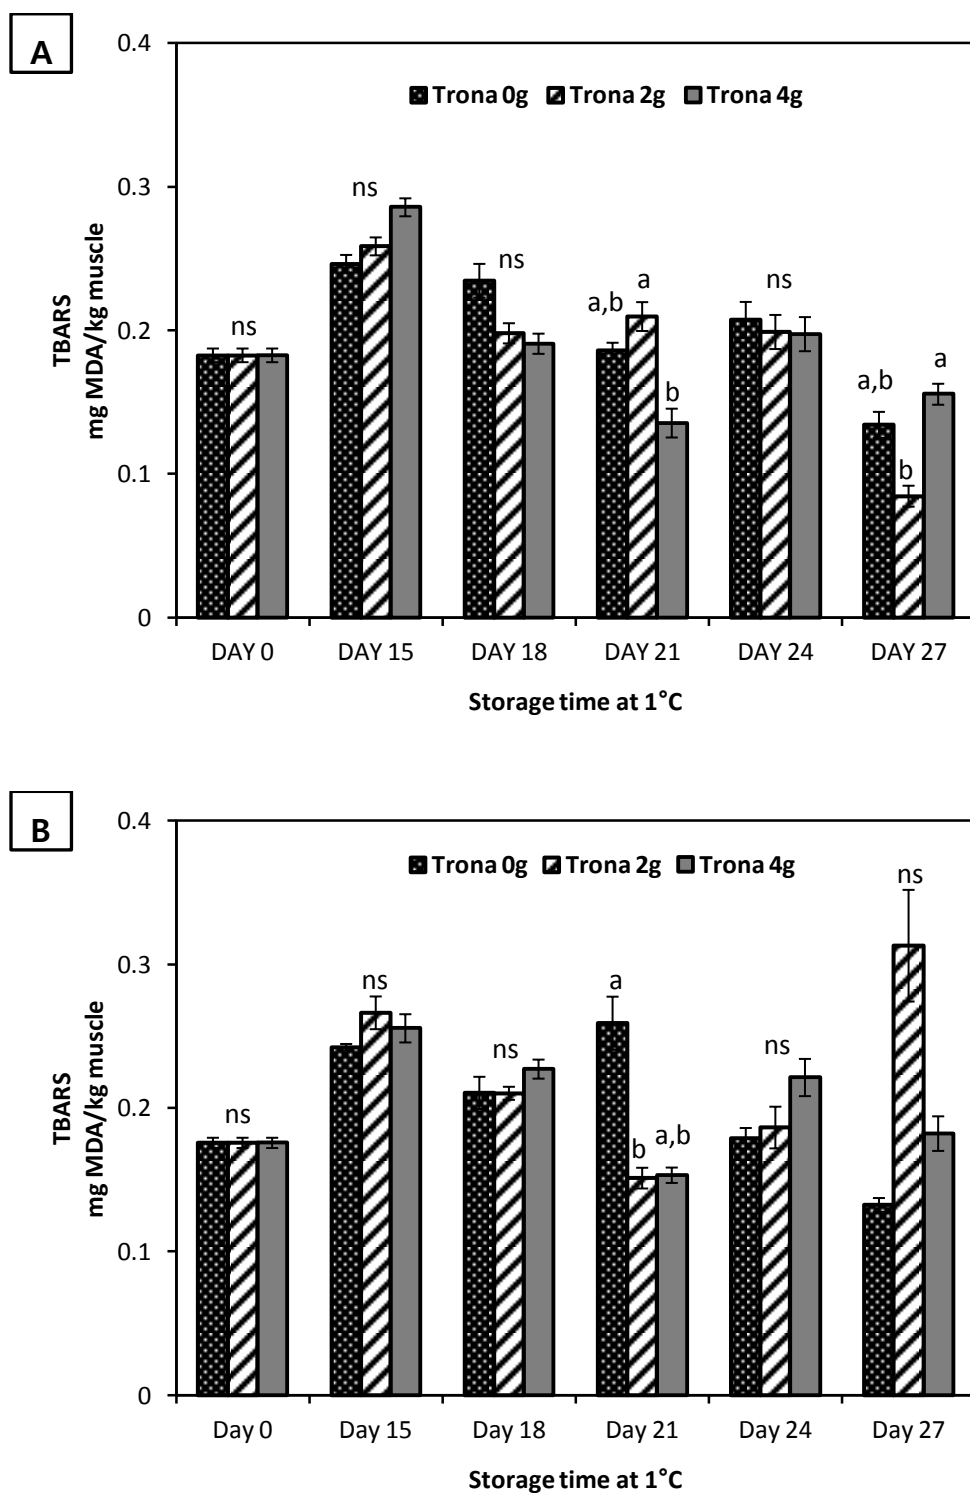 A
0.4
Trona 0g Trona 2g Trona 4g
0.3
ns
ns
a
a,b
ns
0.2
ns
b
a,b
a
b
0.1
0
TBARS
mg MDA/kg muscle
DAY 0 DAY 15 DAY 18 DAY 21 DAY 24 DAY 27
Storage time at 1°C
B
0.4
Trona 0g Trona 2g Trona 4g
ns
0.3
ns
a
ns
ns
0.2
ns
b
a,b
0.1
0
TBARS
mg MDA/kg muscle
Day 0 Day 15 Day 18 Day 21 Day 24 Day 27
Storage time at 1°C